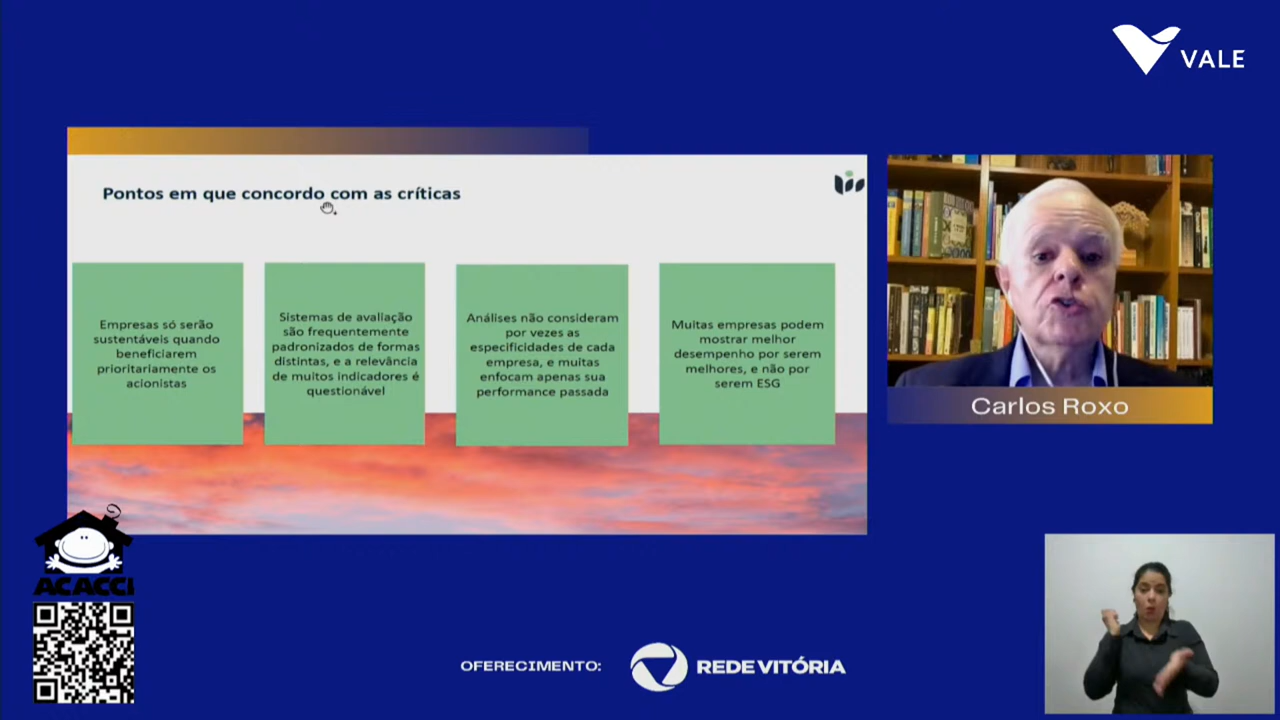 VALE
Pontos em que concordo com as críticas
Empresas só serão
sustentáveis quando
beneficiarem
prioritariamente os
acionistas
Sistemas de avaliação
são frequentemente
padronizados de formas
distintas, e a relevância
de muitos indicadores é
questionável
Análises não consideram
por vezes as
especificidades de cada
empresa, e muitas
enfocam apenas sua
performance passada
Muitas empresas podem
mostrar melhor
desempenho por serem
melhores, e não por
serem ESG
Carlos Roxo
ACACCI
OFERECIMENTO:
REDE VITÓRIA